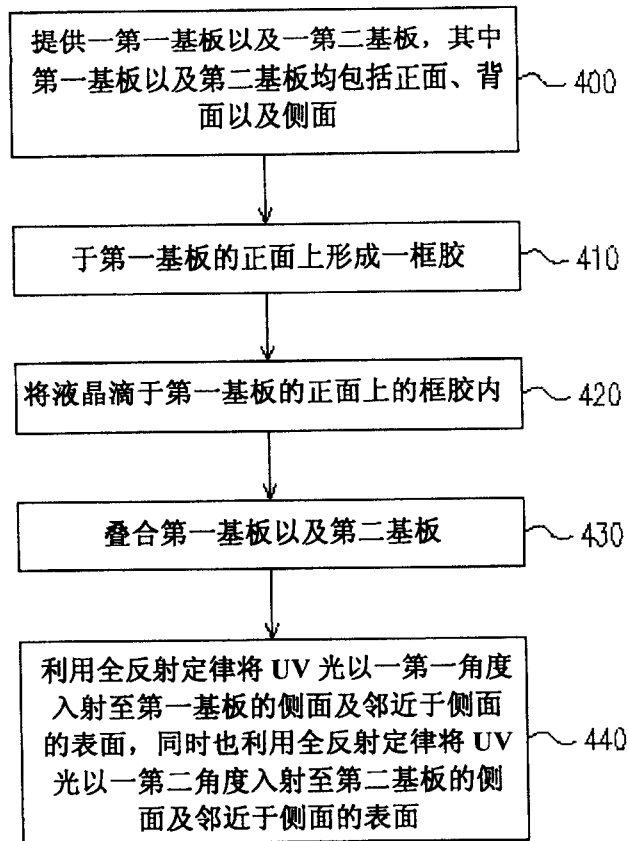 提供一第一基板以及一第二基板，其中
第一基板以及第二基板均包括正面、背
面以及侧面
400
于第一基板的正面上形成一框胶
410
将液晶滴于第一基板的正面上的框胶内
420
叠合第一基板以及第二基板
430
利用全反射定律将 UV 光以一第一角度
入射至第一基板的侧面及邻近于侧面
的表面，同时也利用全反射定律将 UV
光以一第二角度入射至第二基板的侧
面及邻近于侧面的表面
440